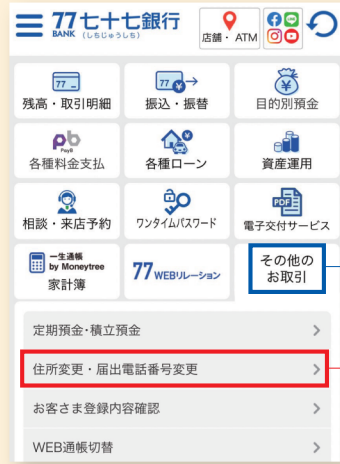 77 七十七銀行
BANK (しちじゅうしち)
店舗・ATM
77
残高・取引明細
77
振込・振替
目的別預金
pb
PayB
各種料金支払
各種ローン
資産運用
相談・来店予約
ワンタイムパスワード
PDF
電子交付サービス
一生通帳
by Moneytree
家計簿
77 WEBリレーション
その他の
お取引
定期預金・積立預金
住所変更・届出電話番号変更
お客さま登録内容確認
WEB通帳切替